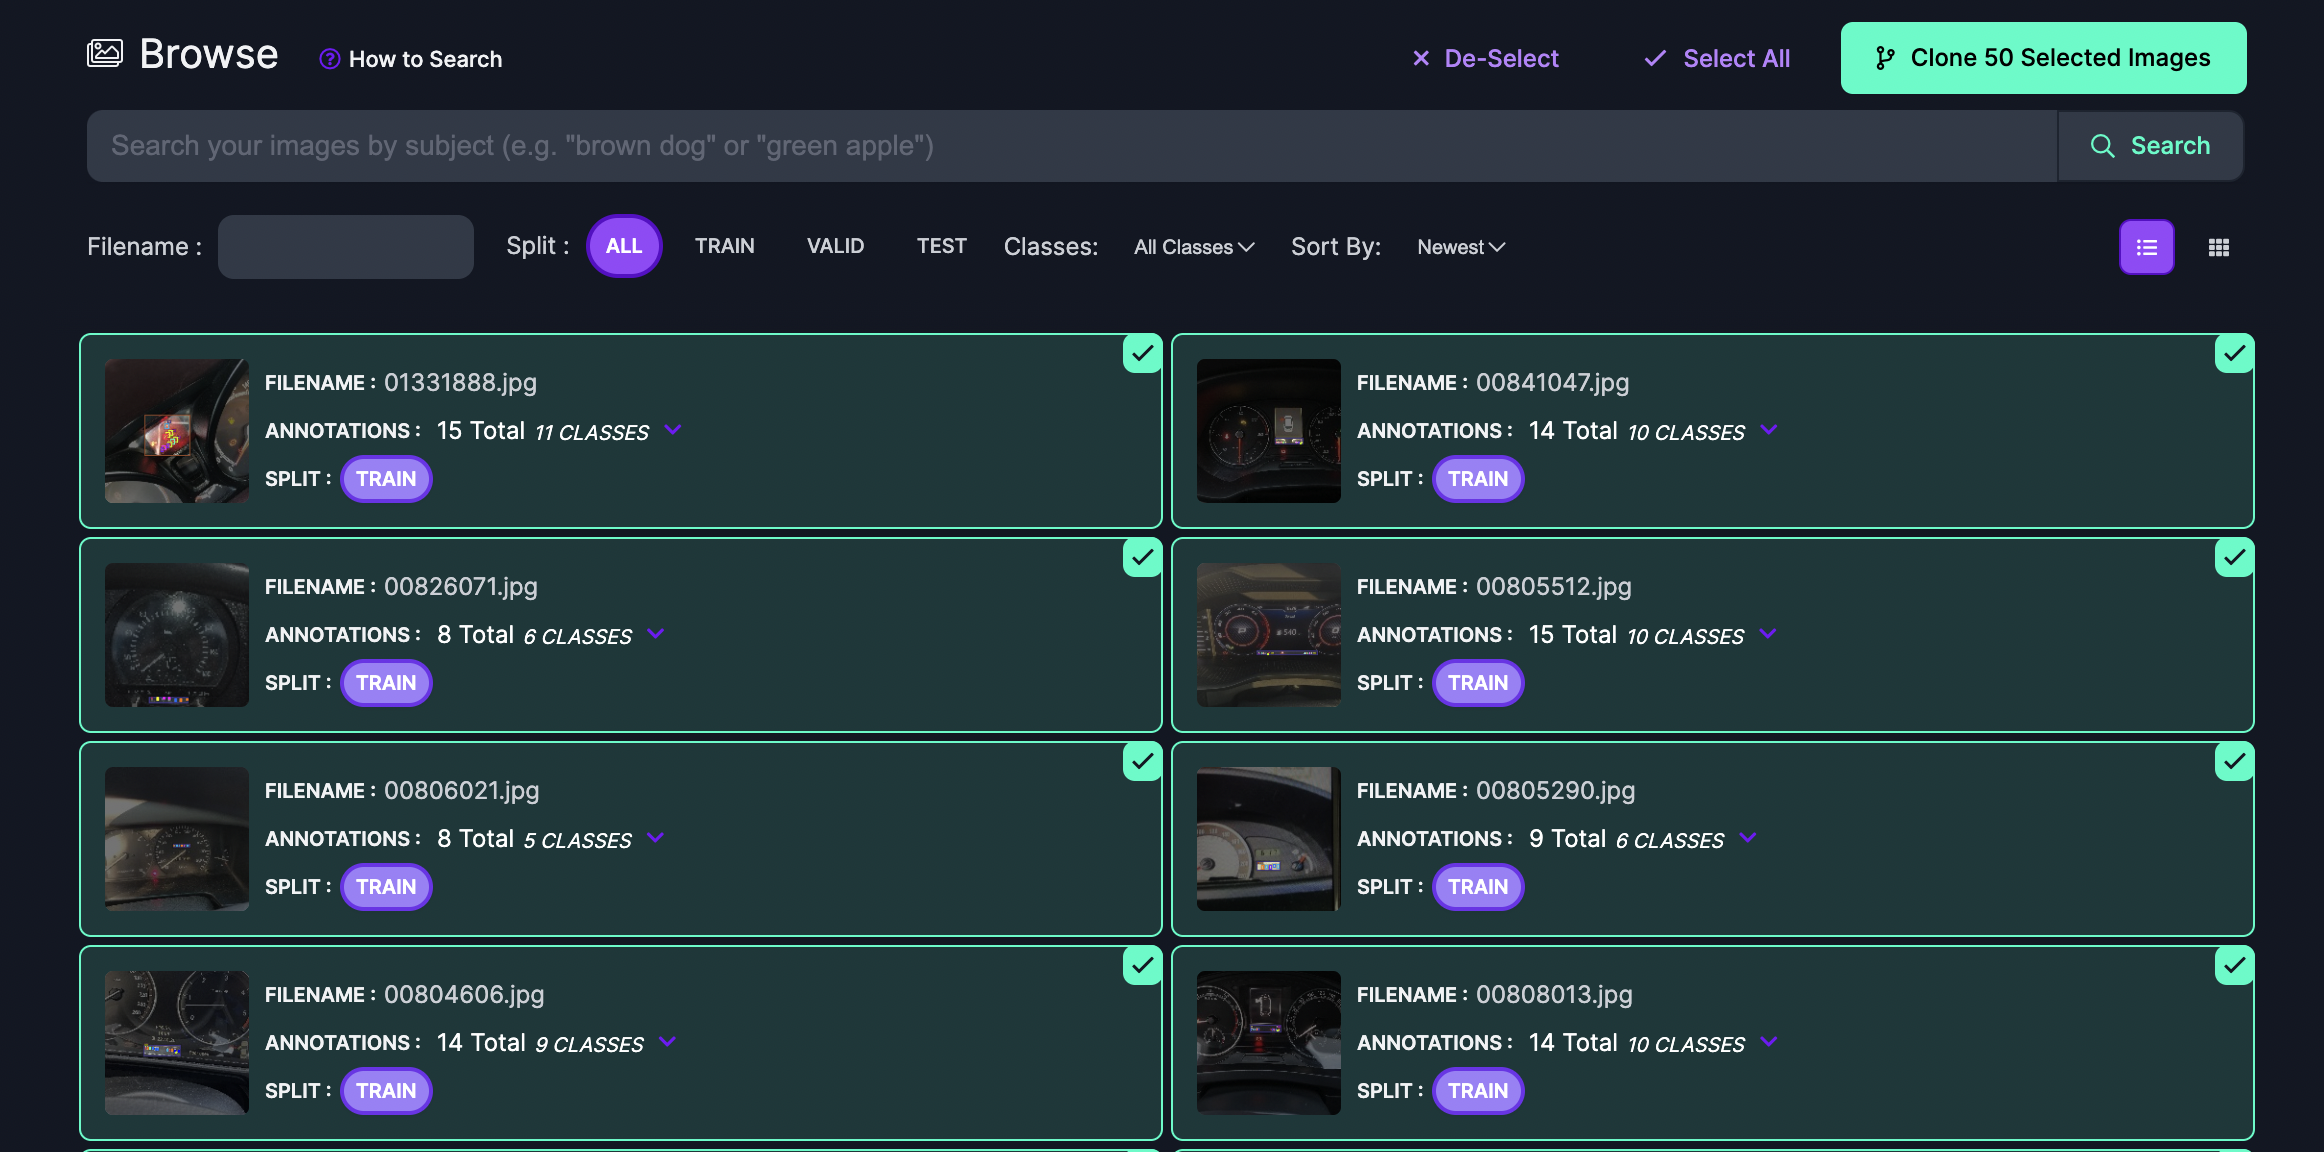 Browse
How to Search
De-Select
Select All
Clone 50 Selected Images
Search your images by subject (e.g. "brown dog" or "green apple")
Search
Filename :
Split : ALL TRAIN VALID TEST
Classes: All Classes
Sort By: Newest
FILENAME : 01331888.jpg
ANNOTATIONS : 15 Total 11 CLASSES
SPLIT : TRAIN
FILENAME : 00841047.jpg
ANNOTATIONS : 14 Total 10 CLASSES
SPLIT : TRAIN
FILENAME : 00826071.jpg
ANNOTATIONS : 8 Total 6 CLASSES
SPLIT : TRAIN
FILENAME : 00805512.jpg
ANNOTATIONS : 15 Total 10 CLASSES
SPLIT : TRAIN
FILENAME : 00806021.jpg
ANNOTATIONS : 8 Total 5 CLASSES
SPLIT : TRAIN
FILENAME : 00805290.jpg
ANNOTATIONS : 9 Total 6 CLASSES
SPLIT : TRAIN
FILENAME : 00804606.jpg
ANNOTATIONS : 14 Total 9 CLASSES
SPLIT : TRAIN
FILENAME : 00808013.jpg
ANNOTATIONS : 14 Total 10 CLASSES
SPLIT : TRAIN